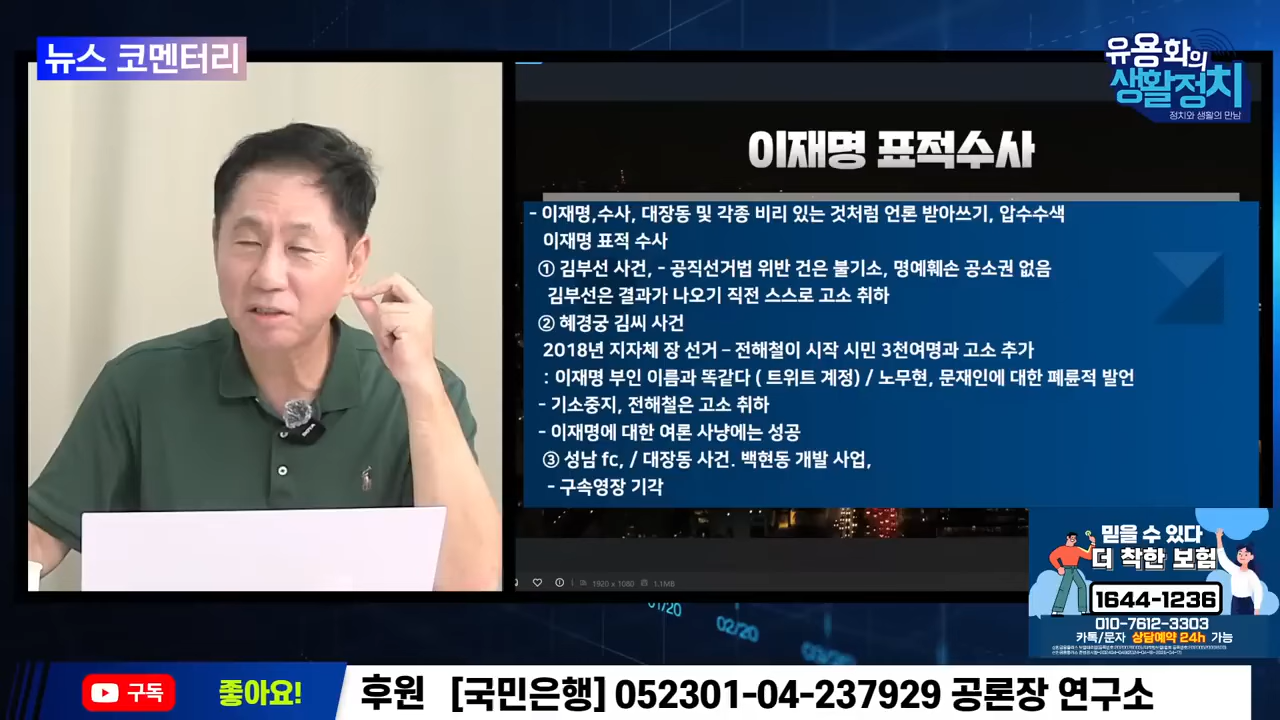 뉴스 코멘터리
유용화의
생활정치
정치와 생활의 만남
이재명 표적수사
- 이재명,수사, 대장동 및 각종 비리 있는 것처럼 언론 받아쓰기, 압수수색
이재명 표적 수사
① 김부선 사건, - 공직선거법 위반 건은 불기소, 명예훼손 공소권 없음
김부선은 결과가 나오기 직전 스스로 고소 취하
② 혜경궁 김씨 사건
2018년 지자체 장 선거 – 전해철이 시작 시민 3천여명과 고소 추가
: 이재명 부인 이름과 똑같다 ( 트위트 계정) / 노무현, 문재인에 대한 폐륜적 발언
- 기소중지, 전해철은 고소 취하
- 이재명에 대한 여론 사냥에는 성공
③ 성남 fc, / 대장동 사건. 백현동 개발 사업,
- 구속영장 기각
1920 x 1080 1.1MB
믿을 수 있다
더 착한 보험
1644-1236
010-7612-3303
카톡/문자 상담예약 24h 가능
01/20
02/20
구독
좋아요!
후원 [국민은행] 052301-04-237929 공론장 연구소